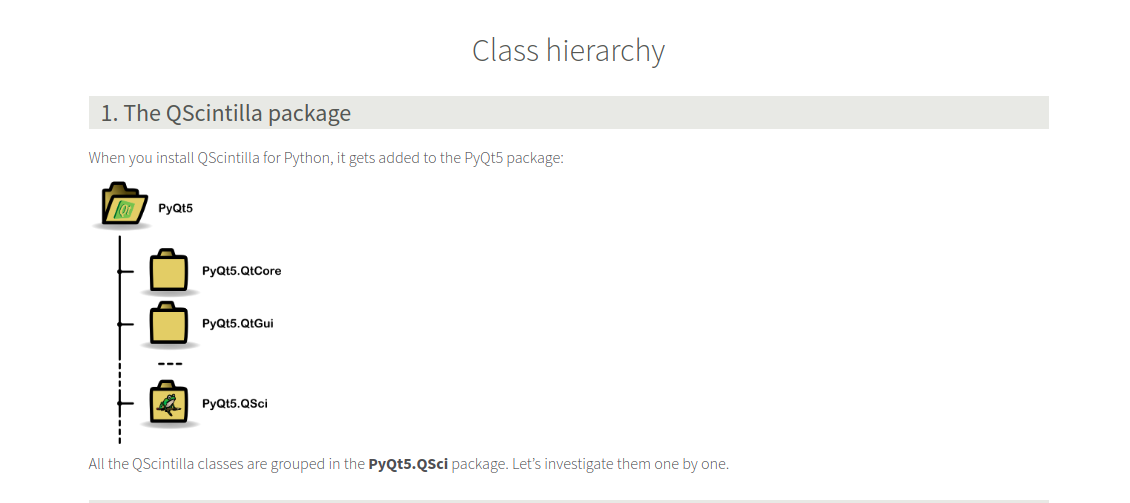 Class hierarchy
1. The QScintilla package
When you install QScintilla for Python, it gets added to the PyQt5 package:
Qt
PyQt5
PyQt5.QtCore
PyQt5.QtGui
PyQt5.QSci
All the QScintilla classes are grouped in the PyQt5.QSci package. Let’s investigate them one by one.